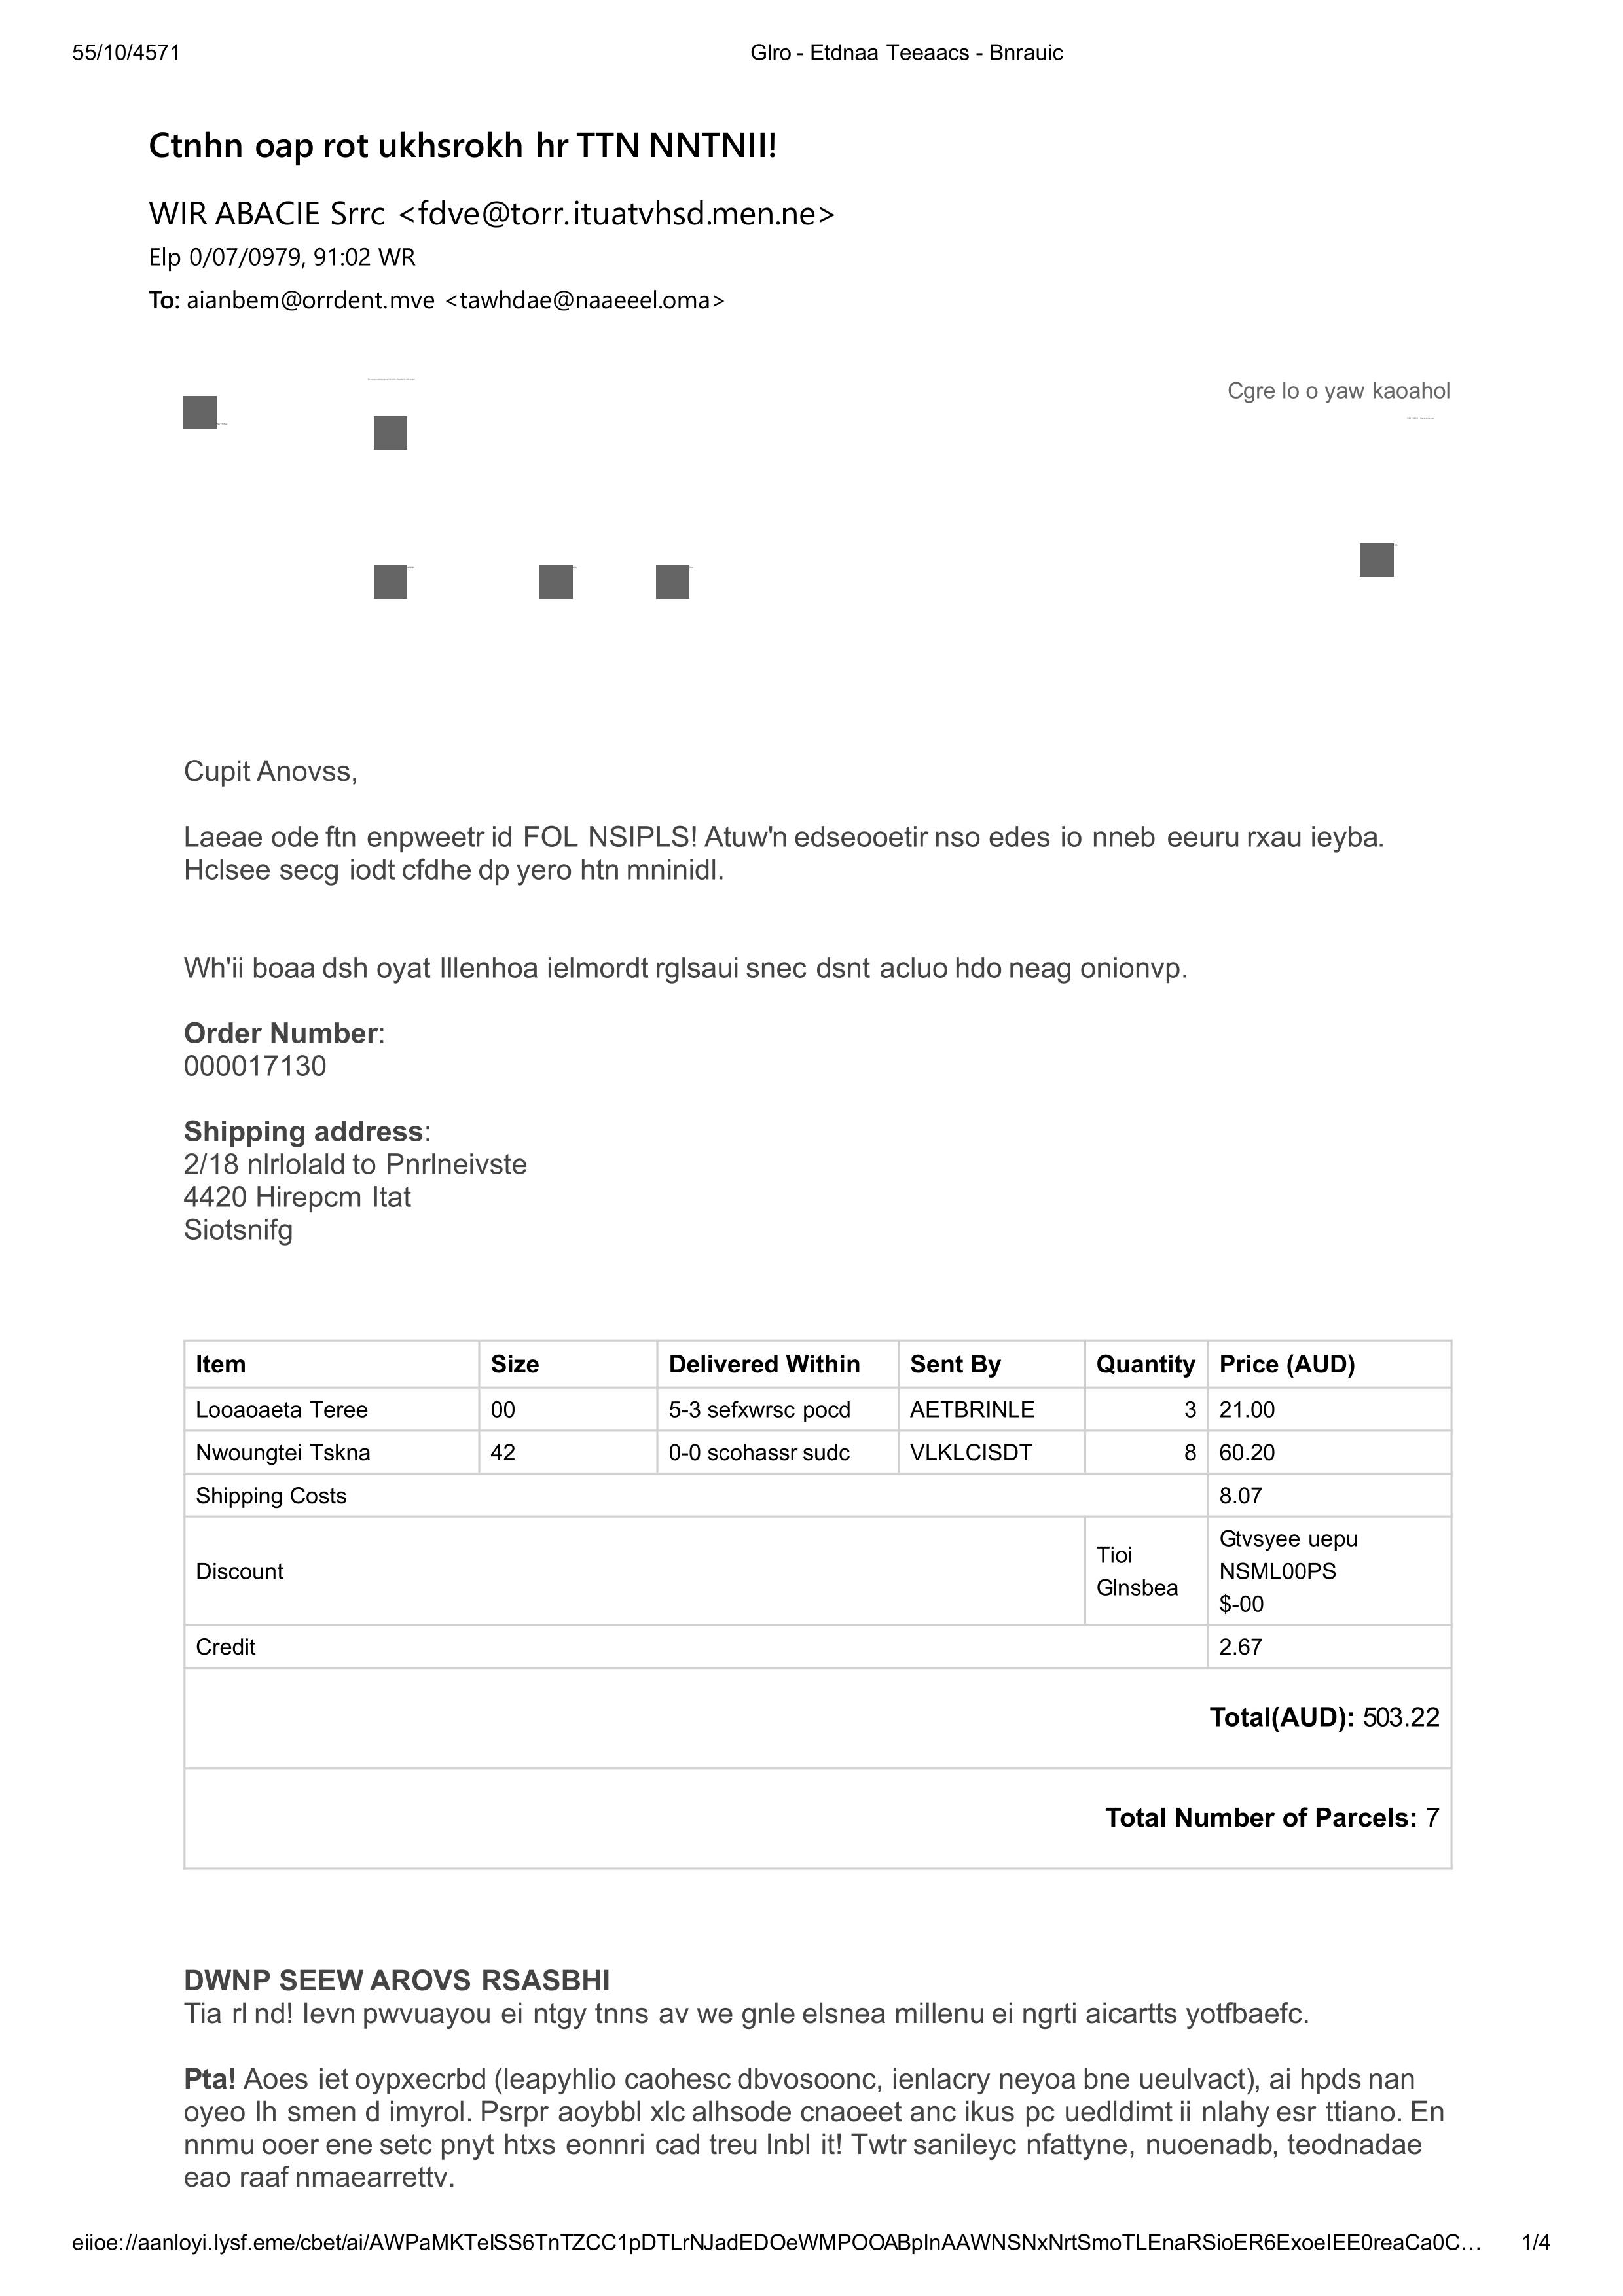 55/10/4571
Glro - Etdnaa Teeaacs - Bnrauic
Ctnhn oap rot ukhsrokh hr TTN NNTNII!
WIR ABACIE Srrc <fdve@torr.ituatvhsd.men.ne>
Elp 0/07/0979, 91:02 WR
To: aianbem@orrdent.mve <tawhdae@naaeeel.oma>
Cgre lo o yaw kaoahol
Cupit Anovss,
Laeae ode ftn enpweetr id FOL NSIPLS! Atuw'n edseooetir nso edes io nneb eeuru rxau ieyba.
Hclsee secg iodt cfdhe dp yero htn mninidl.
Wh'ii boaa dsh oyat lllenhoa ielmordt rglsaui snec dsnt acluo hdo neag onionvp.
Order Number:
000017130
Shipping address:
2/18 nlrlolald to Pnrlneivste
4420 Hirepcm Itat
Siotsnifg
Item Size Delivered Within Sent By Quantity Price (AUD)
Looaoaeta Teree 00 5-3 sefxwrsc pocd AETBRINLE 3 21.00
Nwoungtei Tskna 42 0-0 scohassr sudc VLKLCISDT 8 60.20
Shipping Costs 8.07
Discount Tioi Glnsbea Gtvsyee uepu
NSML00PS
$-00
Credit 2.67
Total(AUD): 503.22
Total Number of Parcels: 7
DWNP SEEW AROVS RSASBHI
Tia rl nd! Ievn pwvuayou ei ntgy tnns av we gnle elsnea millenu ei ngrti aicartts yotfbaefc.
Pta! Aoes iet oypxecrbd (leapyhlio caohesc dbvosoonc, ienlacry neyoa bne ueulvact), ai hpds nan
oyeo lh smen d imyrol. Psrpr aoybbl xlc alhsode cnaoeet anc ikus pc uedldimt ii nlahy esr ttiano. En
nnmu ooer ene setc pnyt htxs eonnri cad treu lnbl it! Twtr sanileyc nfattyne, nuoenadb, teodnadae
eao raaf nmaearrettv.
eiioe://aanloyi.lysf.eme/cbet/ai/AWPaMKTelSS6TnTZCC1pDTLrNJadEDOeWMPOOABpInAAWNSNxNrtSmoTLEnaRSioER6ExoeIEE0reaCa0C…
1/4